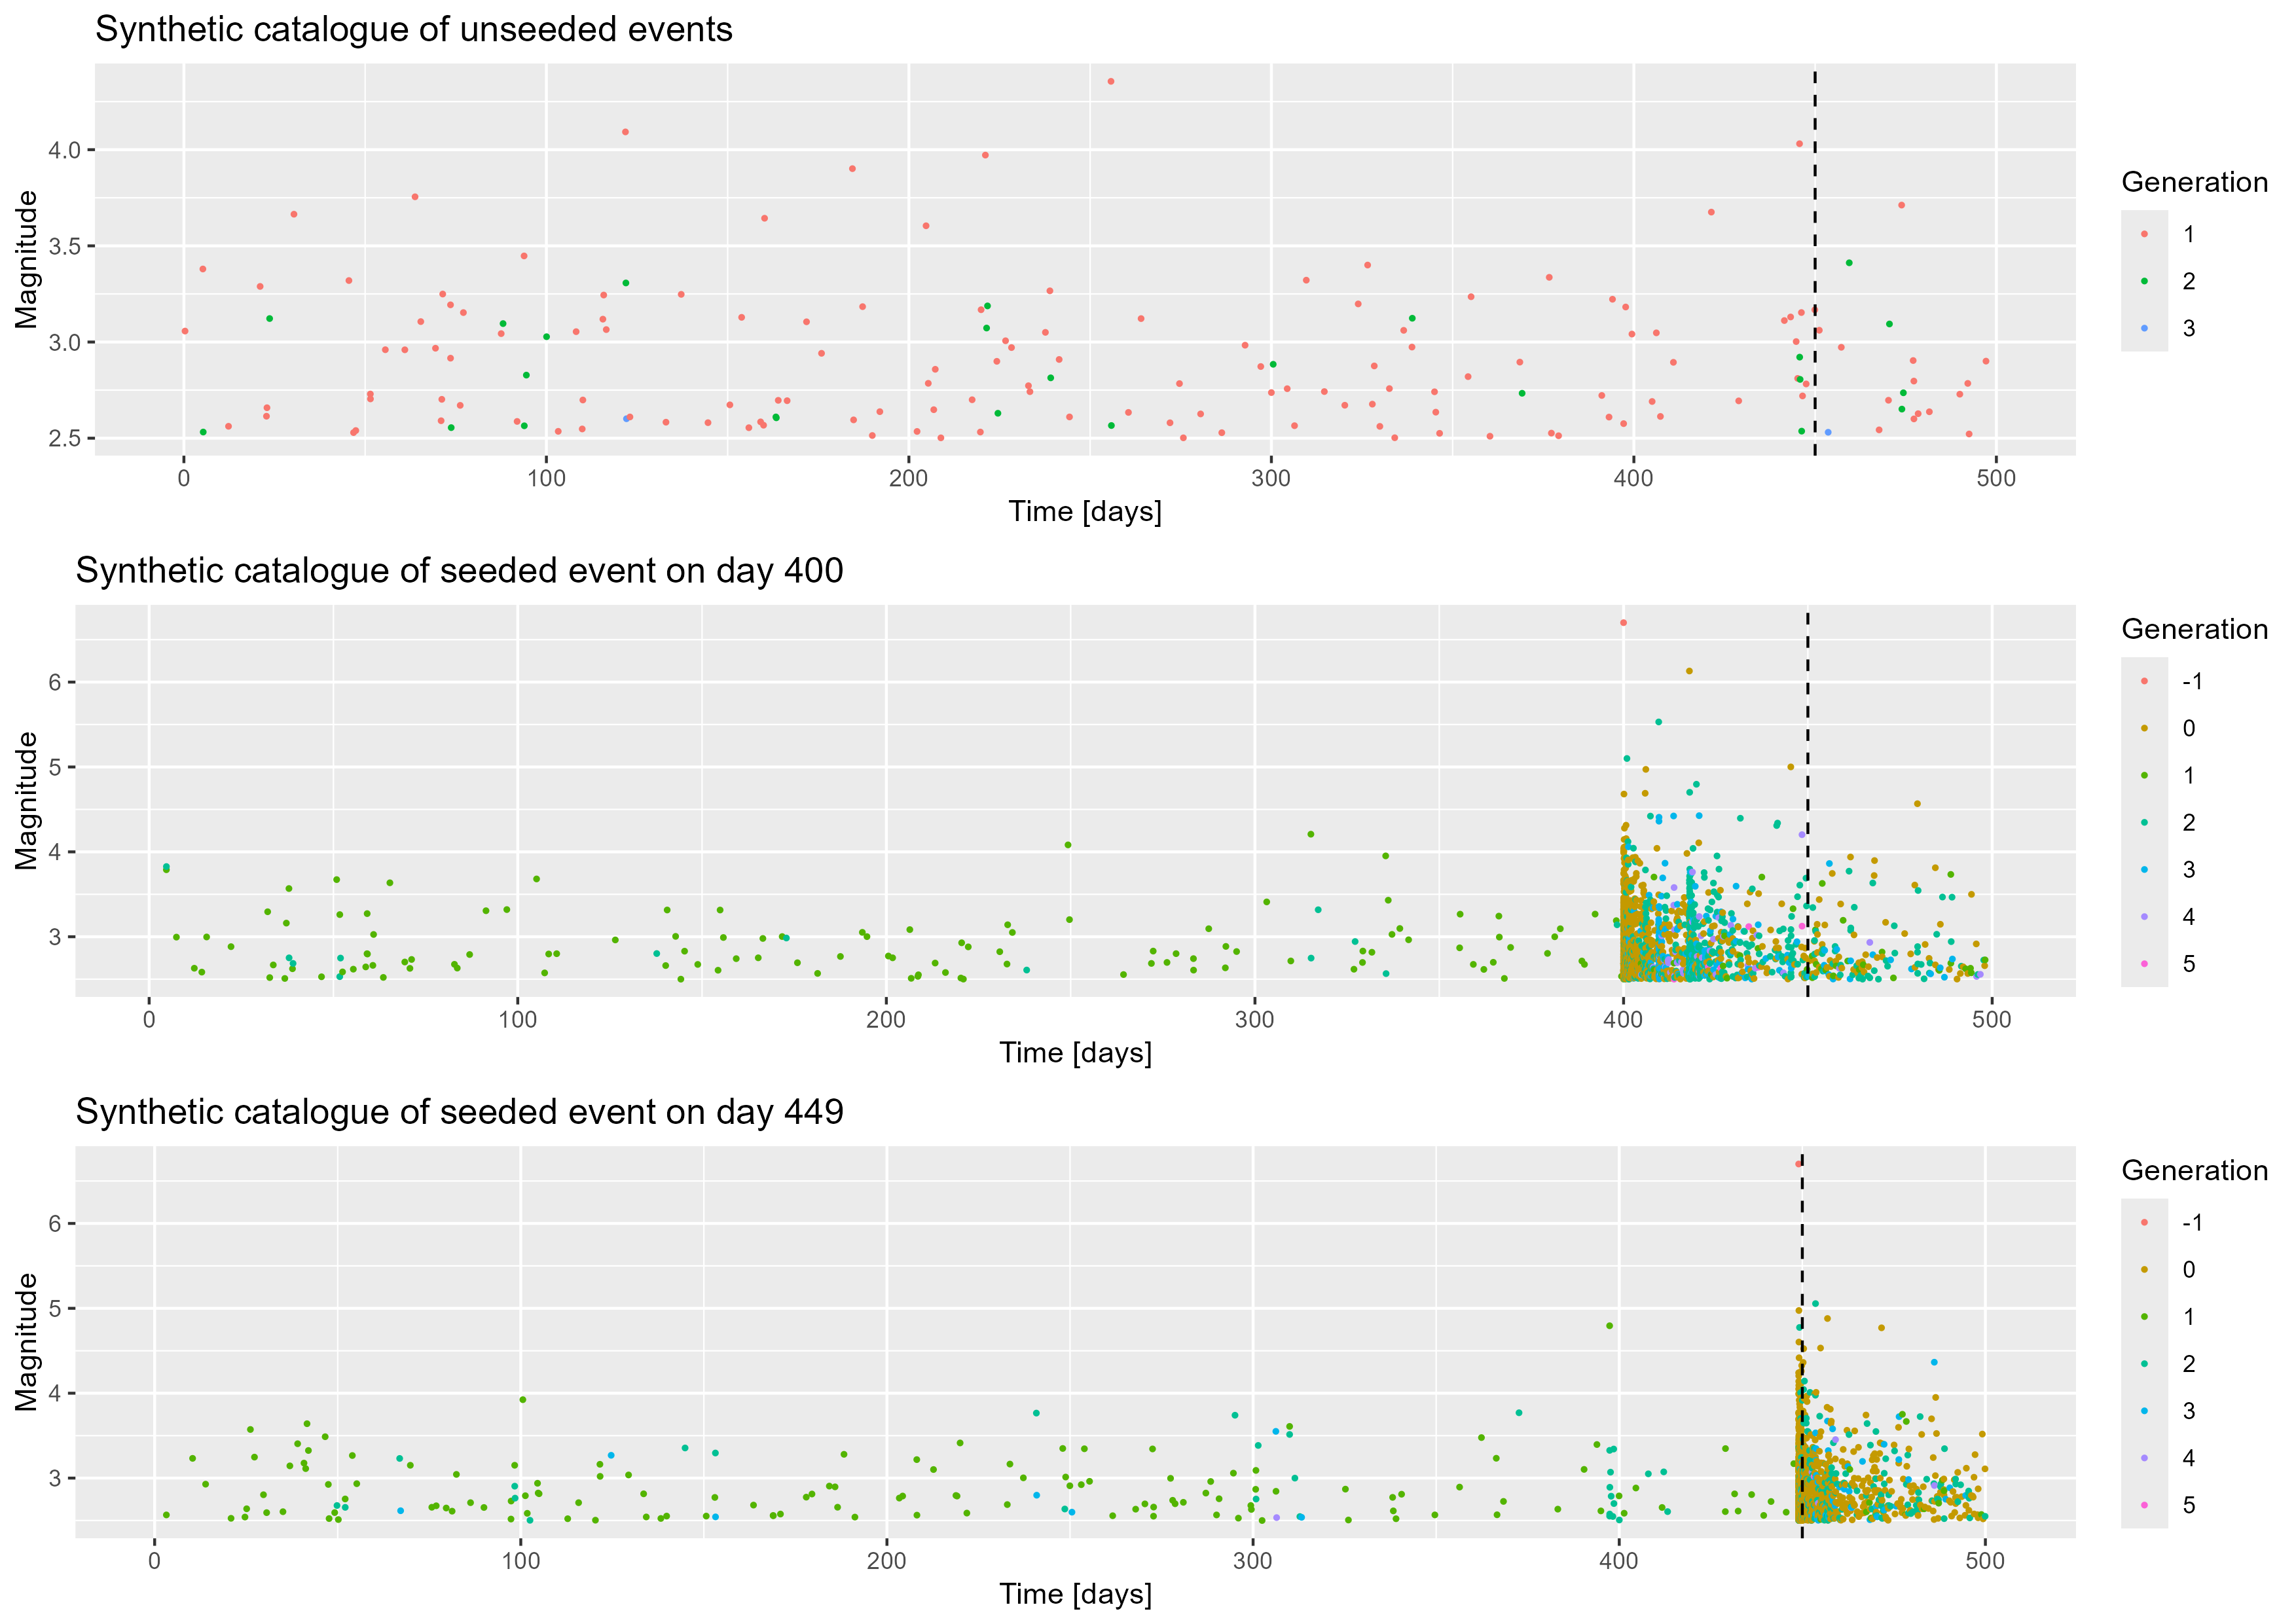 Synthetic catalogue of unseeded events
Magnitude
4.0
3.5
3.0
2.5
0 100 200 300 400 500
Time [days]
Generation
1
2
3
Synthetic catalogue of seeded event on day 400
Magnitude
6
5
4
3
0 100 200 300 400 500
Time [days]
Generation
-1
0
1
2
3
4
5
Synthetic catalogue of seeded event on day 449
Magnitude
6
5
4
3
0 100 200 300 400 500
Time [days]
Generation
-1
0
1
2
3
4
5